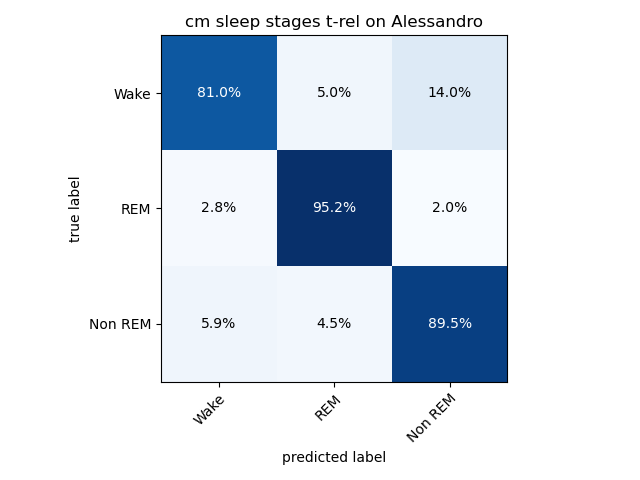 cm sleep stages t-rel on Alessandro
Wake 81.0% 5.0% 14.0%
REM 2.8% 95.2% 2.0%
Non REM 5.9% 4.5% 89.5%
true label
Wake REM Non REM
predicted label